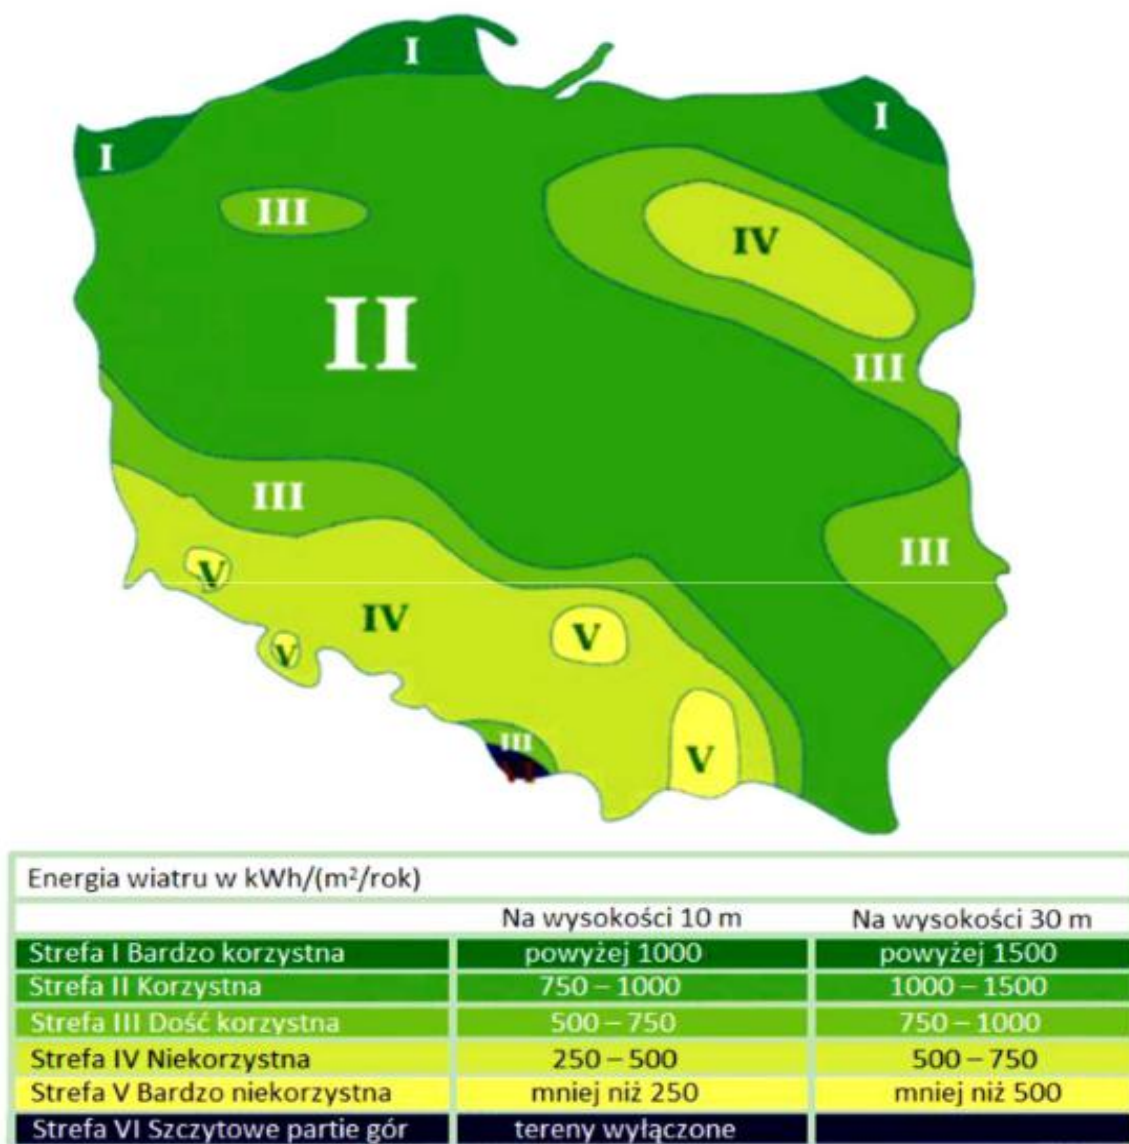 I
I
I
III
IV
II
III
III
III
V
IV
V
V
III
V
Energia wiatru w kWh/(m²/rok)
Na wysokości 10 m Na wysokości 30 m
Strefa I Bardzo korzystna powyżej 1000 powyżej 1500
Strefa II Korzystna 750 – 1000 1000 – 1500
Strefa III Dość korzystna 500 – 750 750 – 1000
Strefa IV Niekorzystna 250 – 500 500 – 750
Strefa V Bardzo niekorzystna mniej niż 250 mniej niż 500
Strefa VI Szczytowe partie gór tereny wyłączone